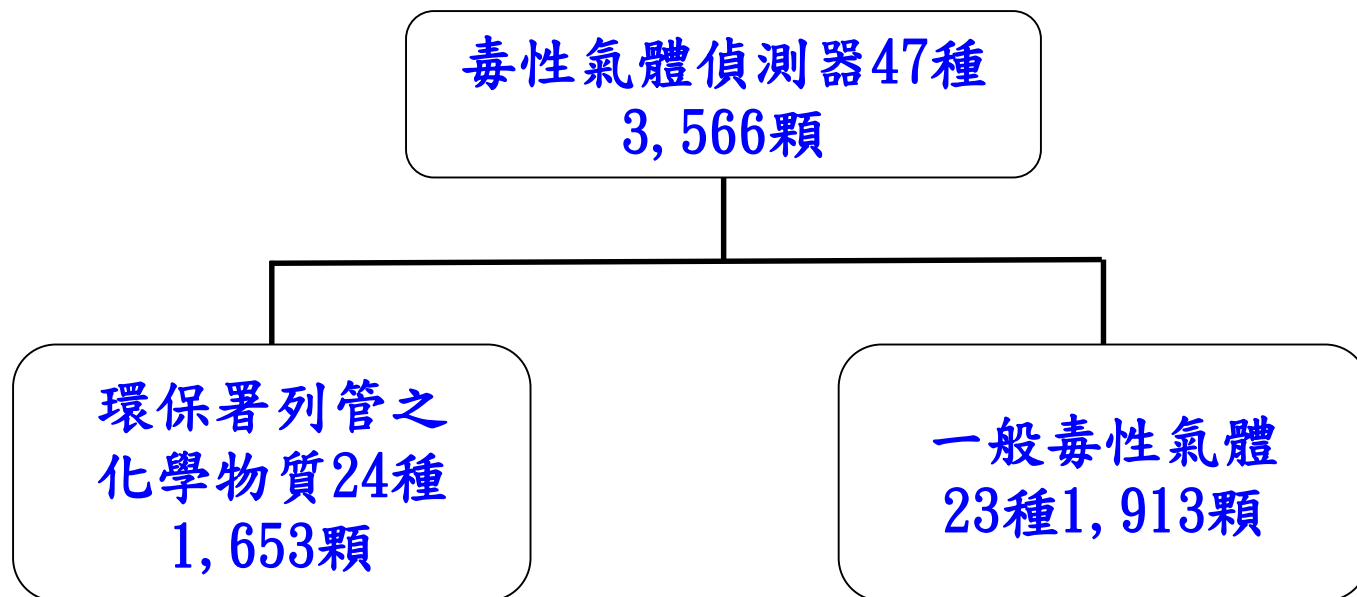 毒性氣體偵測器47種
3,566顆
環保署列管之
化學物質24種
1,653顆
一般毒性氣體
23種1,913顆